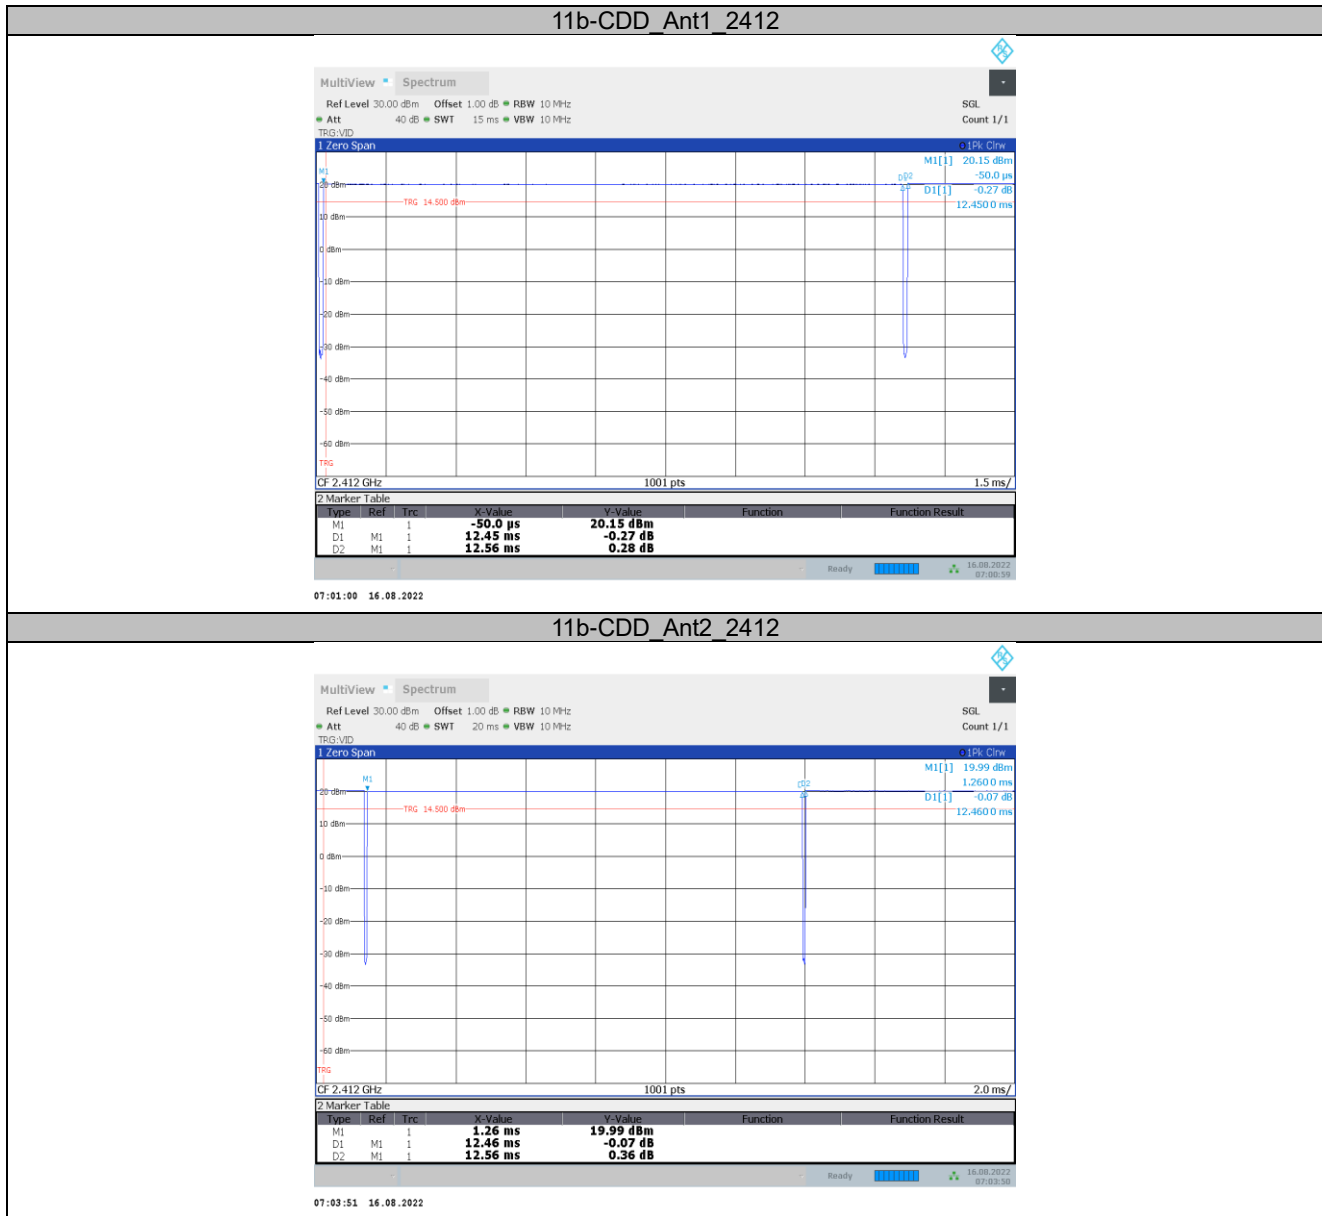 11b-CDD_Ant1_2412
MultiView Spectrum
Ref Level 30.00 dBm Offset 1.00 dB RBW 10 MHz SGL
Att 40 dB SWT 15 ms VBW 10 MHz Count 1/1
TRG:VID
1 Zero Span 1Pk Clrw
M1[1] 20.15 dBm
M1 D2 -50.0 µs
20 dBm D1[1] -0.27 dB
TRG 14.500 dBm 12.4500 ms
10 dBm
0 dBm
-10 dBm
-20 dBm
-30 dBm
-40 dBm
-50 dBm
-60 dBm
TRG
CF 2.412 GHz 1001 pts 1.5 ms/
2 Marker Table
Type Ref Trc X-Value Y-Value Function Function Result
M1 1 -50.0 µs 20.15 dBm
D1 M1 1 12.45 ms -0.27 dB
D2 M1 1 12.56 ms 0.28 dB
Ready 16.08.2022
07:00:59
07:01:00 16.08.2022
11b-CDD_Ant2_2412
MultiView Spectrum
Ref Level 30.00 dBm Offset 1.00 dB RBW 10 MHz SGL
Att 40 dB SWT 20 ms VBW 10 MHz Count 1/1
TRG:VID
1 Zero Span 1Pk Clrw
M1[1] 19.99 dBm
M1 D2 1.2600 ms
20 dBm D1[1] -0.07 dB
TRG 14.500 dBm 12.4600 ms
10 dBm
0 dBm
-10 dBm
-20 dBm
-30 dBm
-40 dBm
-50 dBm
-60 dBm
TRG
CF 2.412 GHz 1001 pts 2.0 ms/
2 Marker Table
Type Ref Trc X-Value Y-Value Function Function Result
M1 1 1.26 ms 19.99 dBm
D1 M1 1 12.46 ms -0.07 dB
D2 M1 1 12.56 ms 0.36 dB
Ready 16.08.2022
07:03:50
07:03:51 16.08.2022